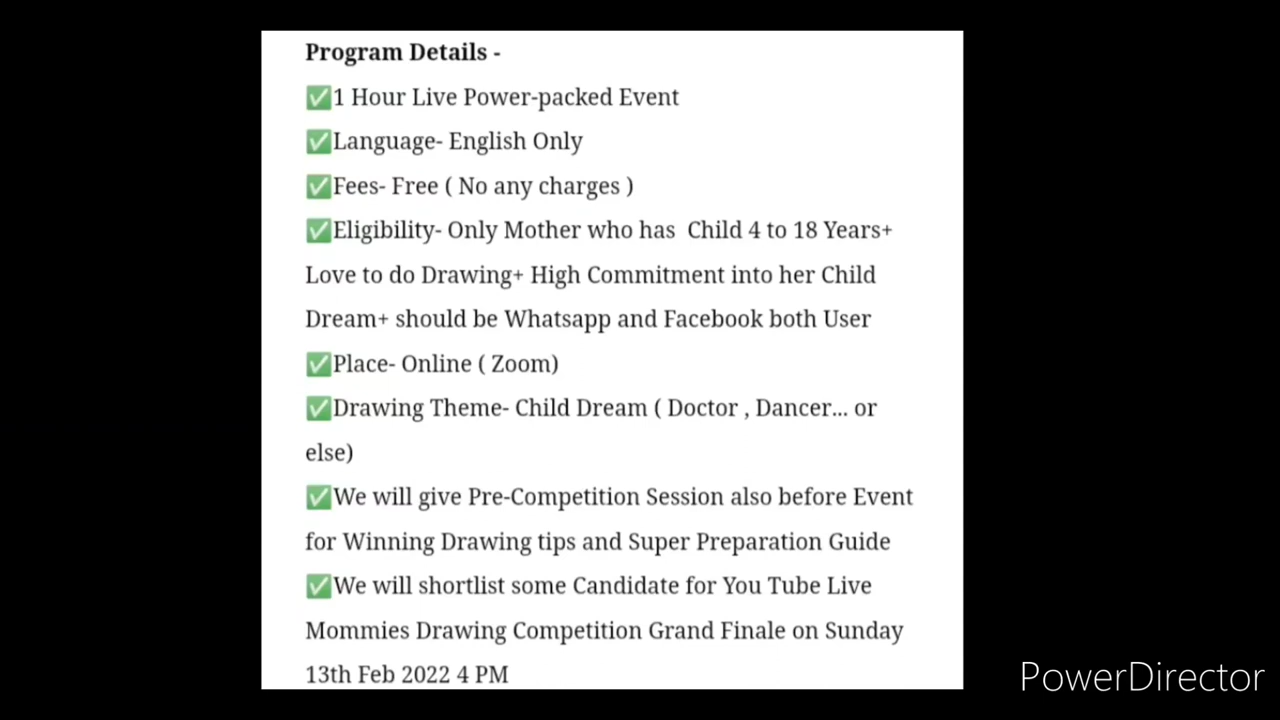 Program Details -
✅1 Hour Live Power-packed Event
✅Language- English Only
✅Fees- Free ( No any charges )
✅Eligibility- Only Mother who has  Child 4 to 18 Years+
Love to do Drawing+ High Commitment into her Child
Dream+ should be Whatsapp and Facebook both User
✅Place- Online ( Zoom)
✅Drawing Theme- Child Dream ( Doctor , Dancer... or
else)
✅We will give Pre-Competition Session also before Event
for Winning Drawing tips and Super Preparation Guide
✅We will shortlist some Candidate for You Tube Live
Mommies Drawing Competition Grand Finale on Sunday
13th Feb 2022 4 PM
PowerDirector